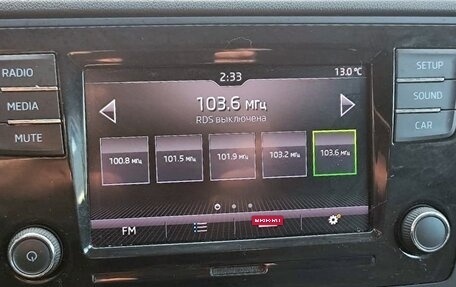 2:33
13.0 °C
RADIO
SETUP
103.6 МГЦ
RDS выключена
MEDIA
SOUND
MUTE
CAR
100.8 МГЦ
101.5 МГЦ
101.9 МГЦ
103.2 МГЦ
103.6 МГЦ
FM